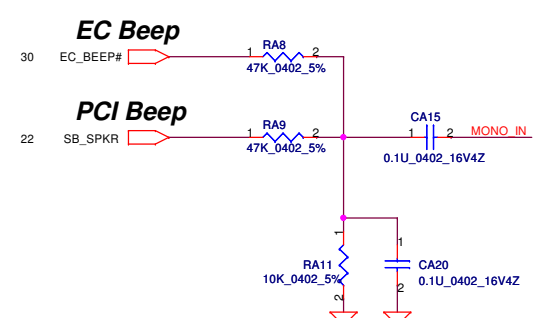 EC Beep
30 EC_BEEP# 1 RA8 2
47K_0402_5%
PCI Beep
22 SB_SPKR 1 RA9 2
47K_0402_5%
CA15
1 2 MONO_IN
0.1U_0402_16V4Z
1
RA11
10K_0402_5%
2
1
CA20
0.1U_0402_16V4Z
2